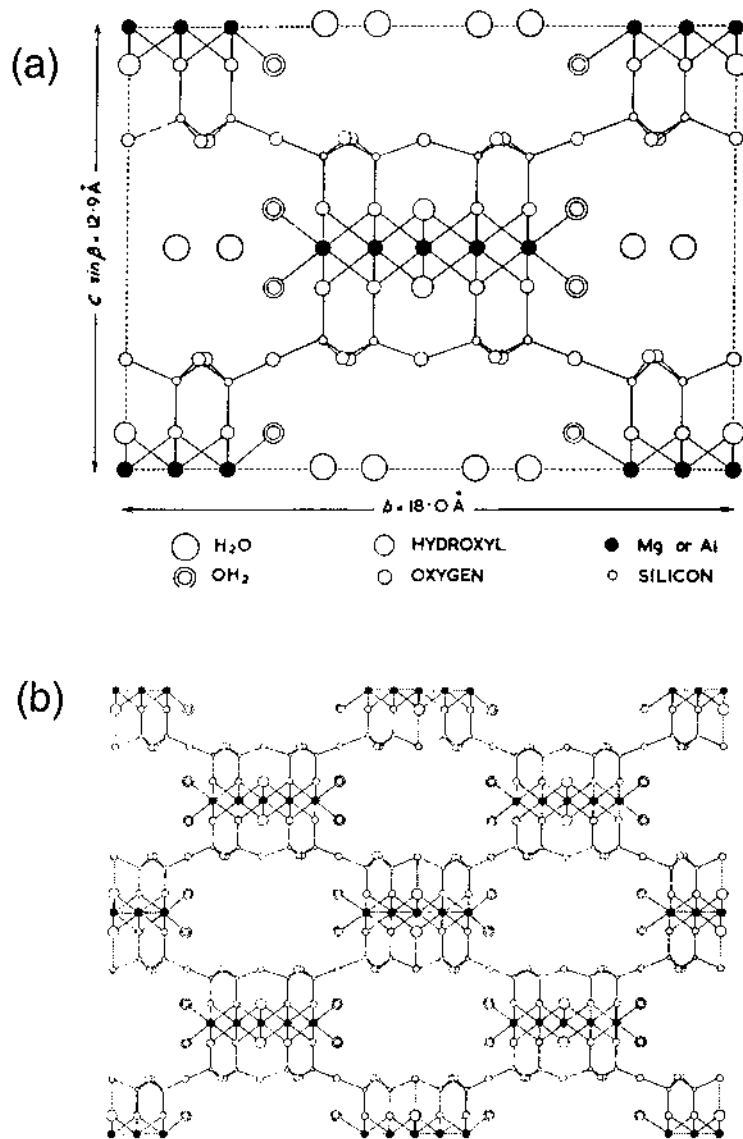 (a)
c sin β = 12·9 Å
b = 18·0 Å
H₂O HYDROXYL Mg or Al
OH₂ OXYGEN SILICON
(b)